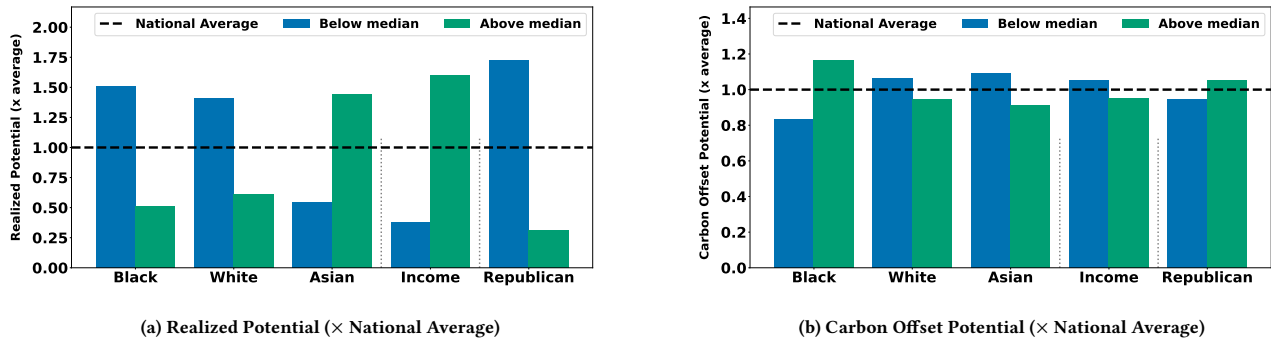 Realized Potential (x average)
2.00
1.75
1.50
1.25
1.00
0.75
0.50
0.25
0.00
National Average Below median Above median
Black White Asian Income Republican
(a) Realized Potential (× National Average)
Carbon Offset Potential (x average)
1.4
1.2
1.0
0.8
0.6
0.4
0.2
0.0
National Average Below median Above median
Black White Asian Income Republican
(b) Carbon Offset Potential (× National Average)